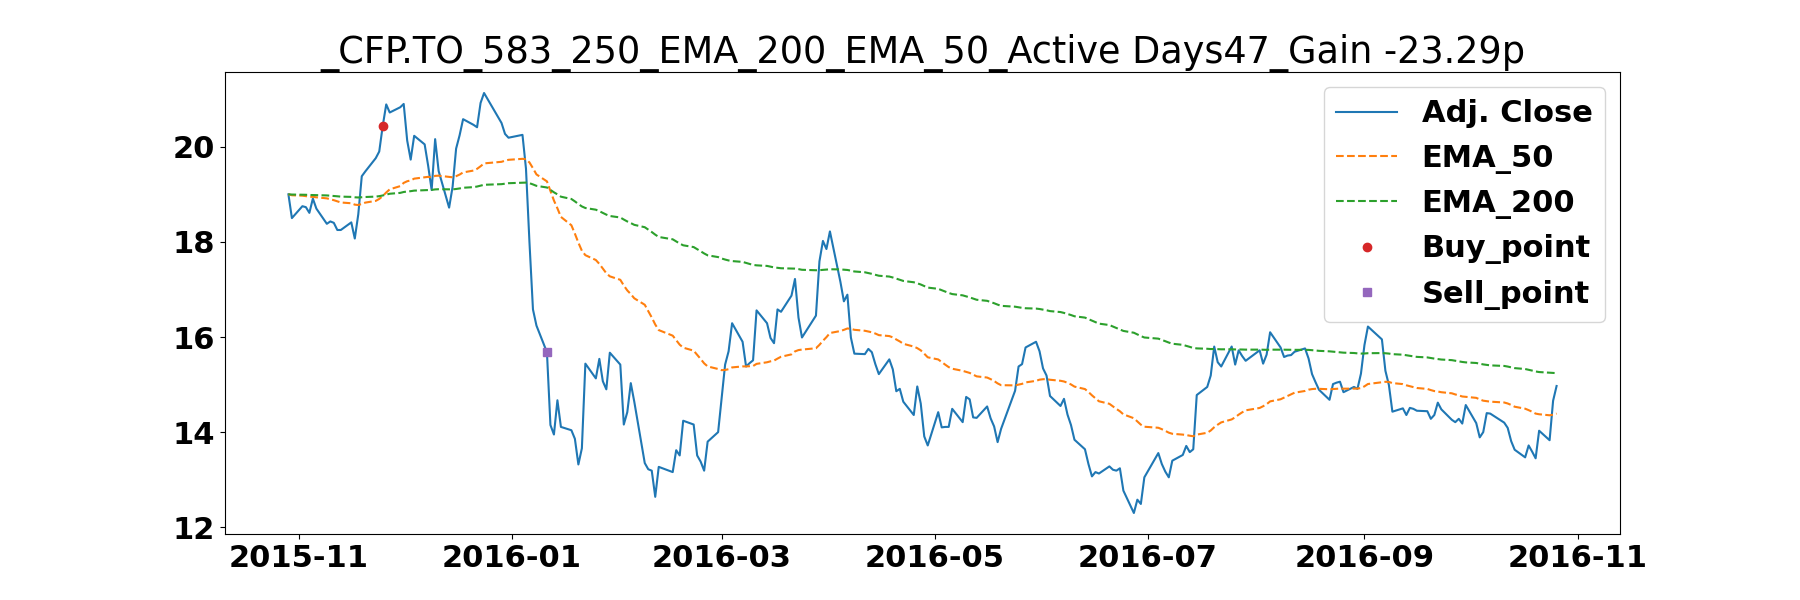 _CFP.TO_583_250_EMA_200_EMA_50_Active Days47_Gain -23.29p
Adj. Close
EMA_50
EMA_200
Buy_point
Sell_point
20
18
16
14
12
2015-11 2016-01 2016-03 2016-05 2016-07 2016-09 2016-11